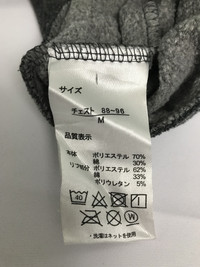 サイズ
チェスト 88-96
M
品質表示
本体 ポリエステル 70%
綿 30%
リブ部分 ポリエステル 62%
綿 33%
ポリウレタン 5%
40
W
・洗濯はネットを使用